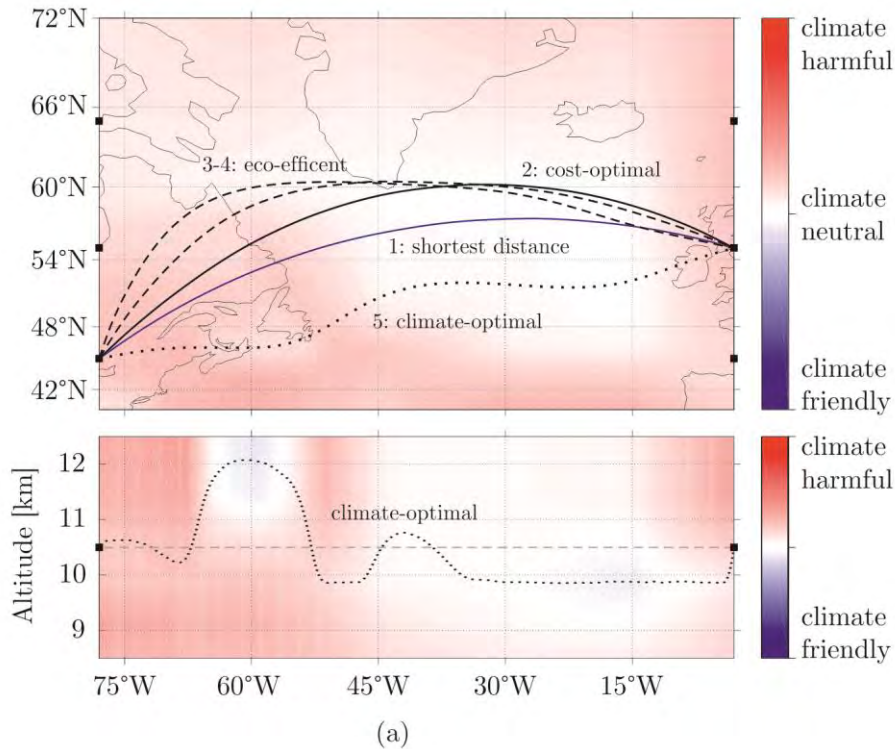 72°N
66°N
60°N
54°N
48°N
42°N
3-4: eco-efficent
2: cost-optimal
1: shortest distance
5: climate-optimal
climate
harmful
climate
neutral
climate
friendly
12
11
10
9
Altitude [km]
climate-optimal
climate
harmful
climate
friendly
75°W
60°W
45°W
30°W
15°W
(a)